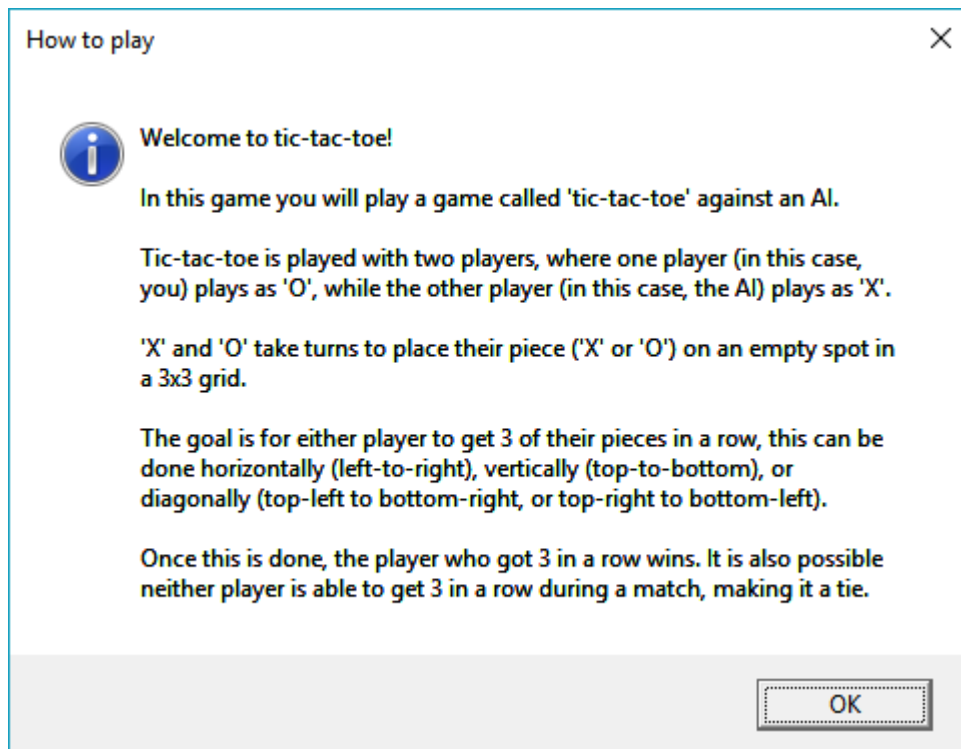 How to play
Welcome to tic-tac-toe!
In this game you will play a game called 'tic-tac-toe' against an AI.
Tic-tac-toe is played with two players, where one player (in this case,
you) plays as 'O', while the other player (in this case, the AI) plays as 'X'.
'X' and 'O' take turns to place their piece ('X' or 'O') on an empty spot in
a 3x3 grid.
The goal is for either player to get 3 of their pieces in a row, this can be
done horizontally (left-to-right), vertically (top-to-bottom), or
diagonally (top-left to bottom-right, or top-right to bottom-left).
Once this is done, the player who got 3 in a row wins. It is also possible
neither player is able to get 3 in a row during a match, making it a tie.
OK